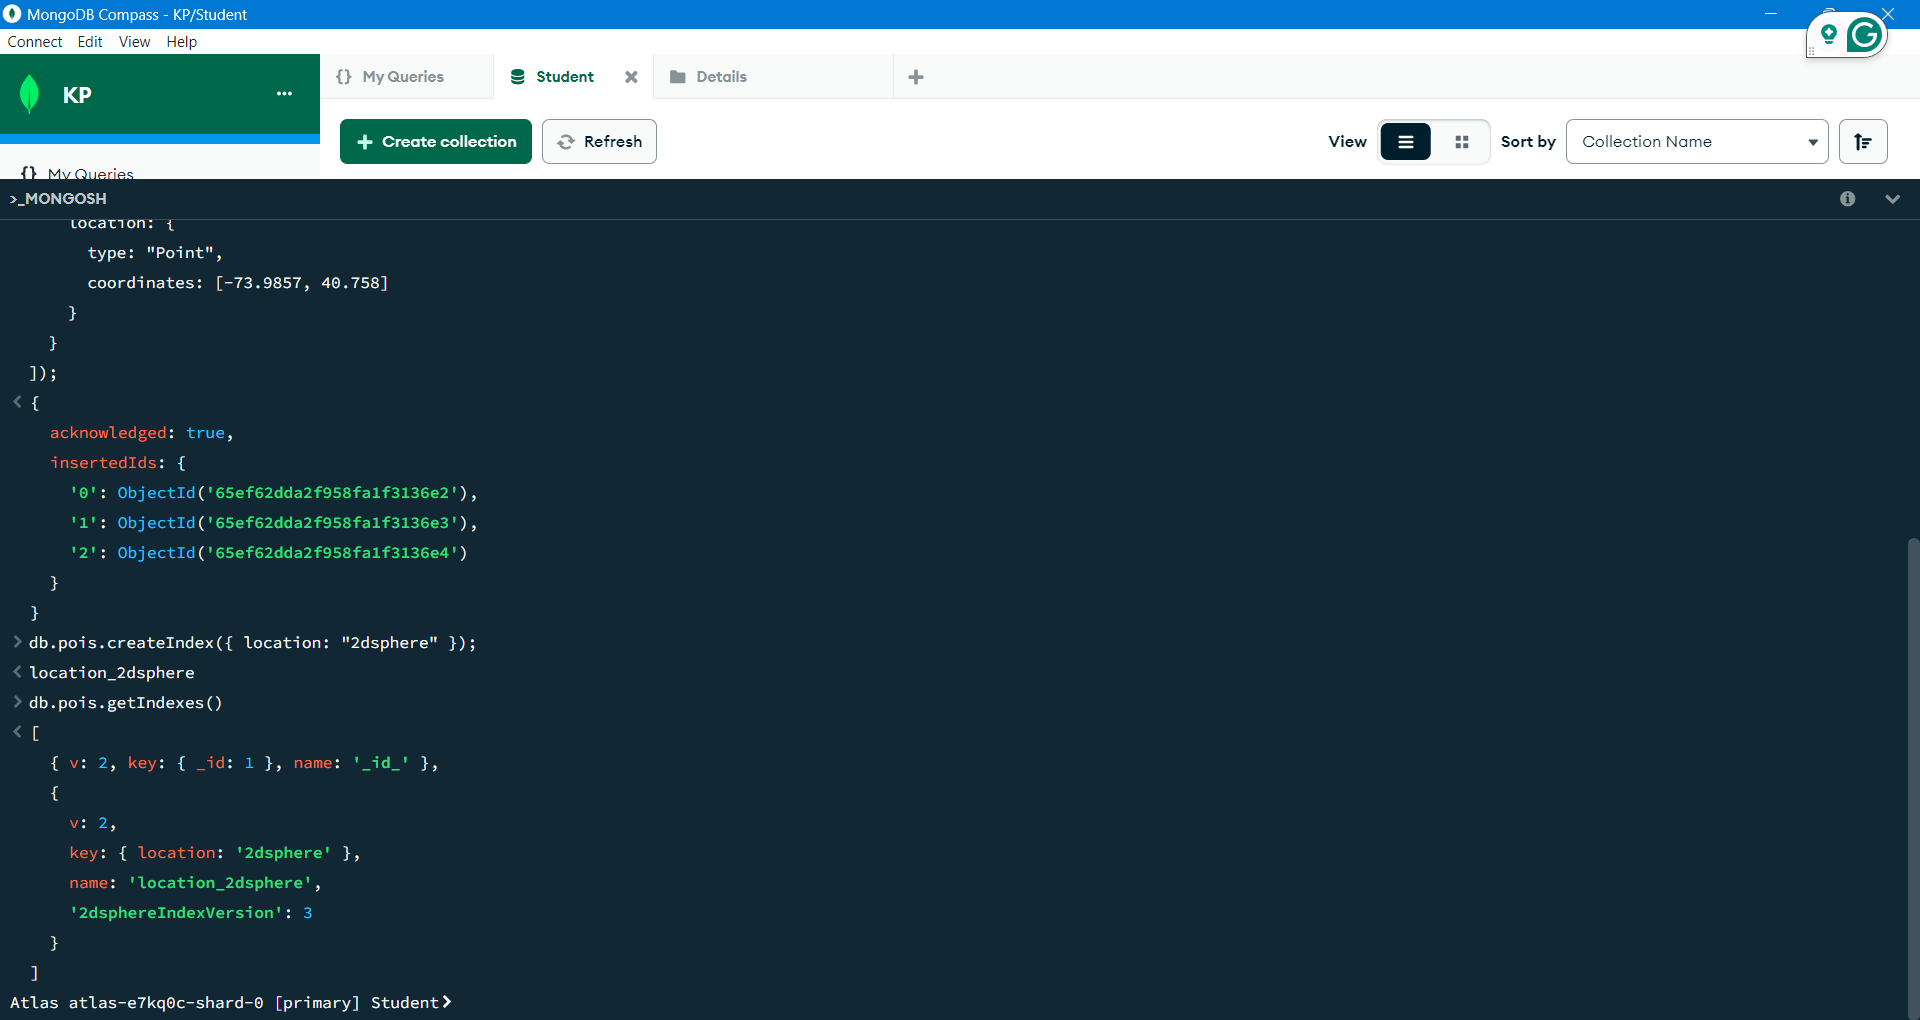 MongoDB Compass - KP/Student
Connect Edit View Help
KP
{} My Queries
Student
Details
Create collection
Refresh
View
Sort by
Collection Name
{} My Queries
>_MONGOSH
location: {
type: "Point",
coordinates: [-73.9857, 40.758]
}
}
]);
< {
acknowledged: true,
insertedIds: {
'0': ObjectId('65ef62dda2f958fa1f3136e2'),
'1': ObjectId('65ef62dda2f958fa1f3136e3'),
'2': ObjectId('65ef62dda2f958fa1f3136e4')
}
}
> db.pois.createIndex({ location: "2dsphere" });
< location_2dsphere
> db.pois.getIndexes()
< [
{ v: 2, key: { _id: 1 }, name: '_id_' },
{
v: 2,
key: { location: '2dsphere' },
name: 'location_2dsphere',
'2dsphereIndexVersion': 3
}
]
Atlas atlas-e7kq0c-shard-0 [primary] Student>